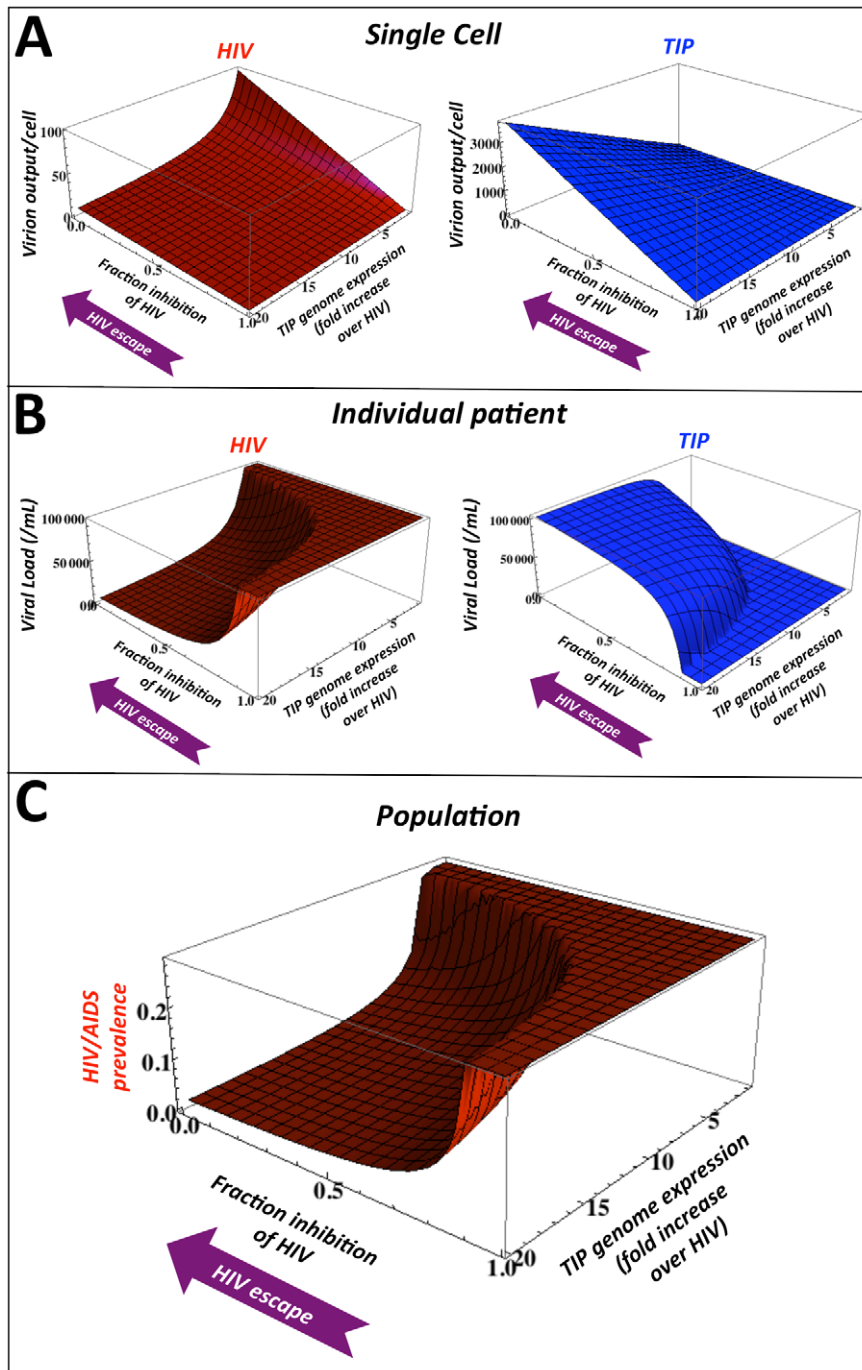 A
Single Cell
HIV
TIP
Virion output/cell
100
50
0
0.0
0.5
1.0
Fraction inhibition
of HIV
20
15
10
5
TIP genome expression
(fold increase
over HIV)
HIV escape
Virion output/cell
3000
2000
1000
0
0.0
0.5
1.0
Fraction inhibition
of HIV
20
15
10
5
TIP genome expression
(fold increase
over HIV)
HIV escape
B
Individual patient
HIV
TIP
Viral Load (/mL)
100 000
50 000
0
0.0
0.5
1.0
Fraction inhibition
of HIV
20
15
10
5
TIP genome expression
(fold increase
over HIV)
HIV escape
Viral Load (/mL)
100 000
50 000
0
0.0
0.5
1.0
Fraction inhibition
of HIV
20
15
10
5
TIP genome expression
(fold increase
over HIV)
HIV escape
C
Population
HIV/AIDS
prevalence
0.2
0.1
0.0
0.0
0.5
1.0
Fraction inhibition
of HIV
20
15
10
5
TIP genome expression
(fold increase
over HIV)
HIV escape